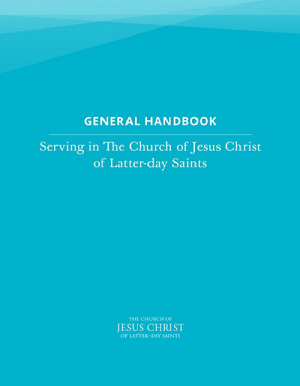 GENERAL HANDBOOK
Serving in The Church of Jesus Christ
of Latter-day Saints
THE CHURCH OF
JESUS CHRIST
OF LATTER-DAY SAINTS